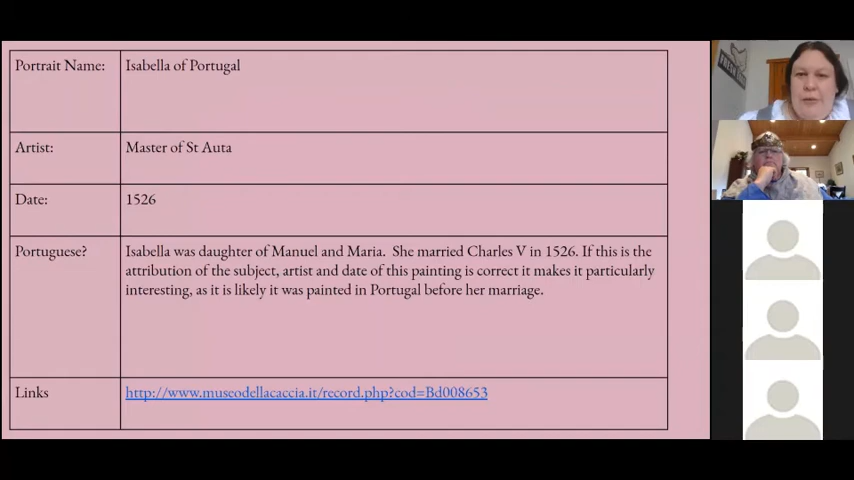 Portrait Name:
Isabella of Portugal
Artist:
Master of St Auta
Date:
1526
Portuguese?
Isabella was daughter of Manuel and Maria.  She married Charles V in 1526. If this is the
attribution of the subject, artist and date of this painting is correct it makes it particularly
interesting, as it is likely it was painted in Portugal before her marriage.
Links
http://www.museodellacaccia.it/record.php?cod=Bd008653